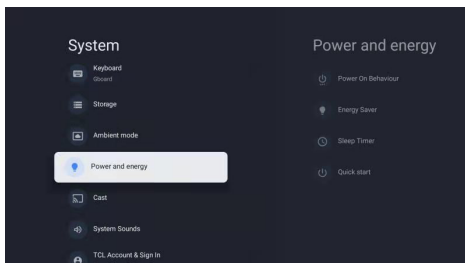 System
Keyboard
Gboard
Storage
Ambient mode
Power and energy
Cast
System Sounds
TCL Account & Sign In
Power and energy
Power On Behaviour
Energy Saver
Sleep Timer
Quick start